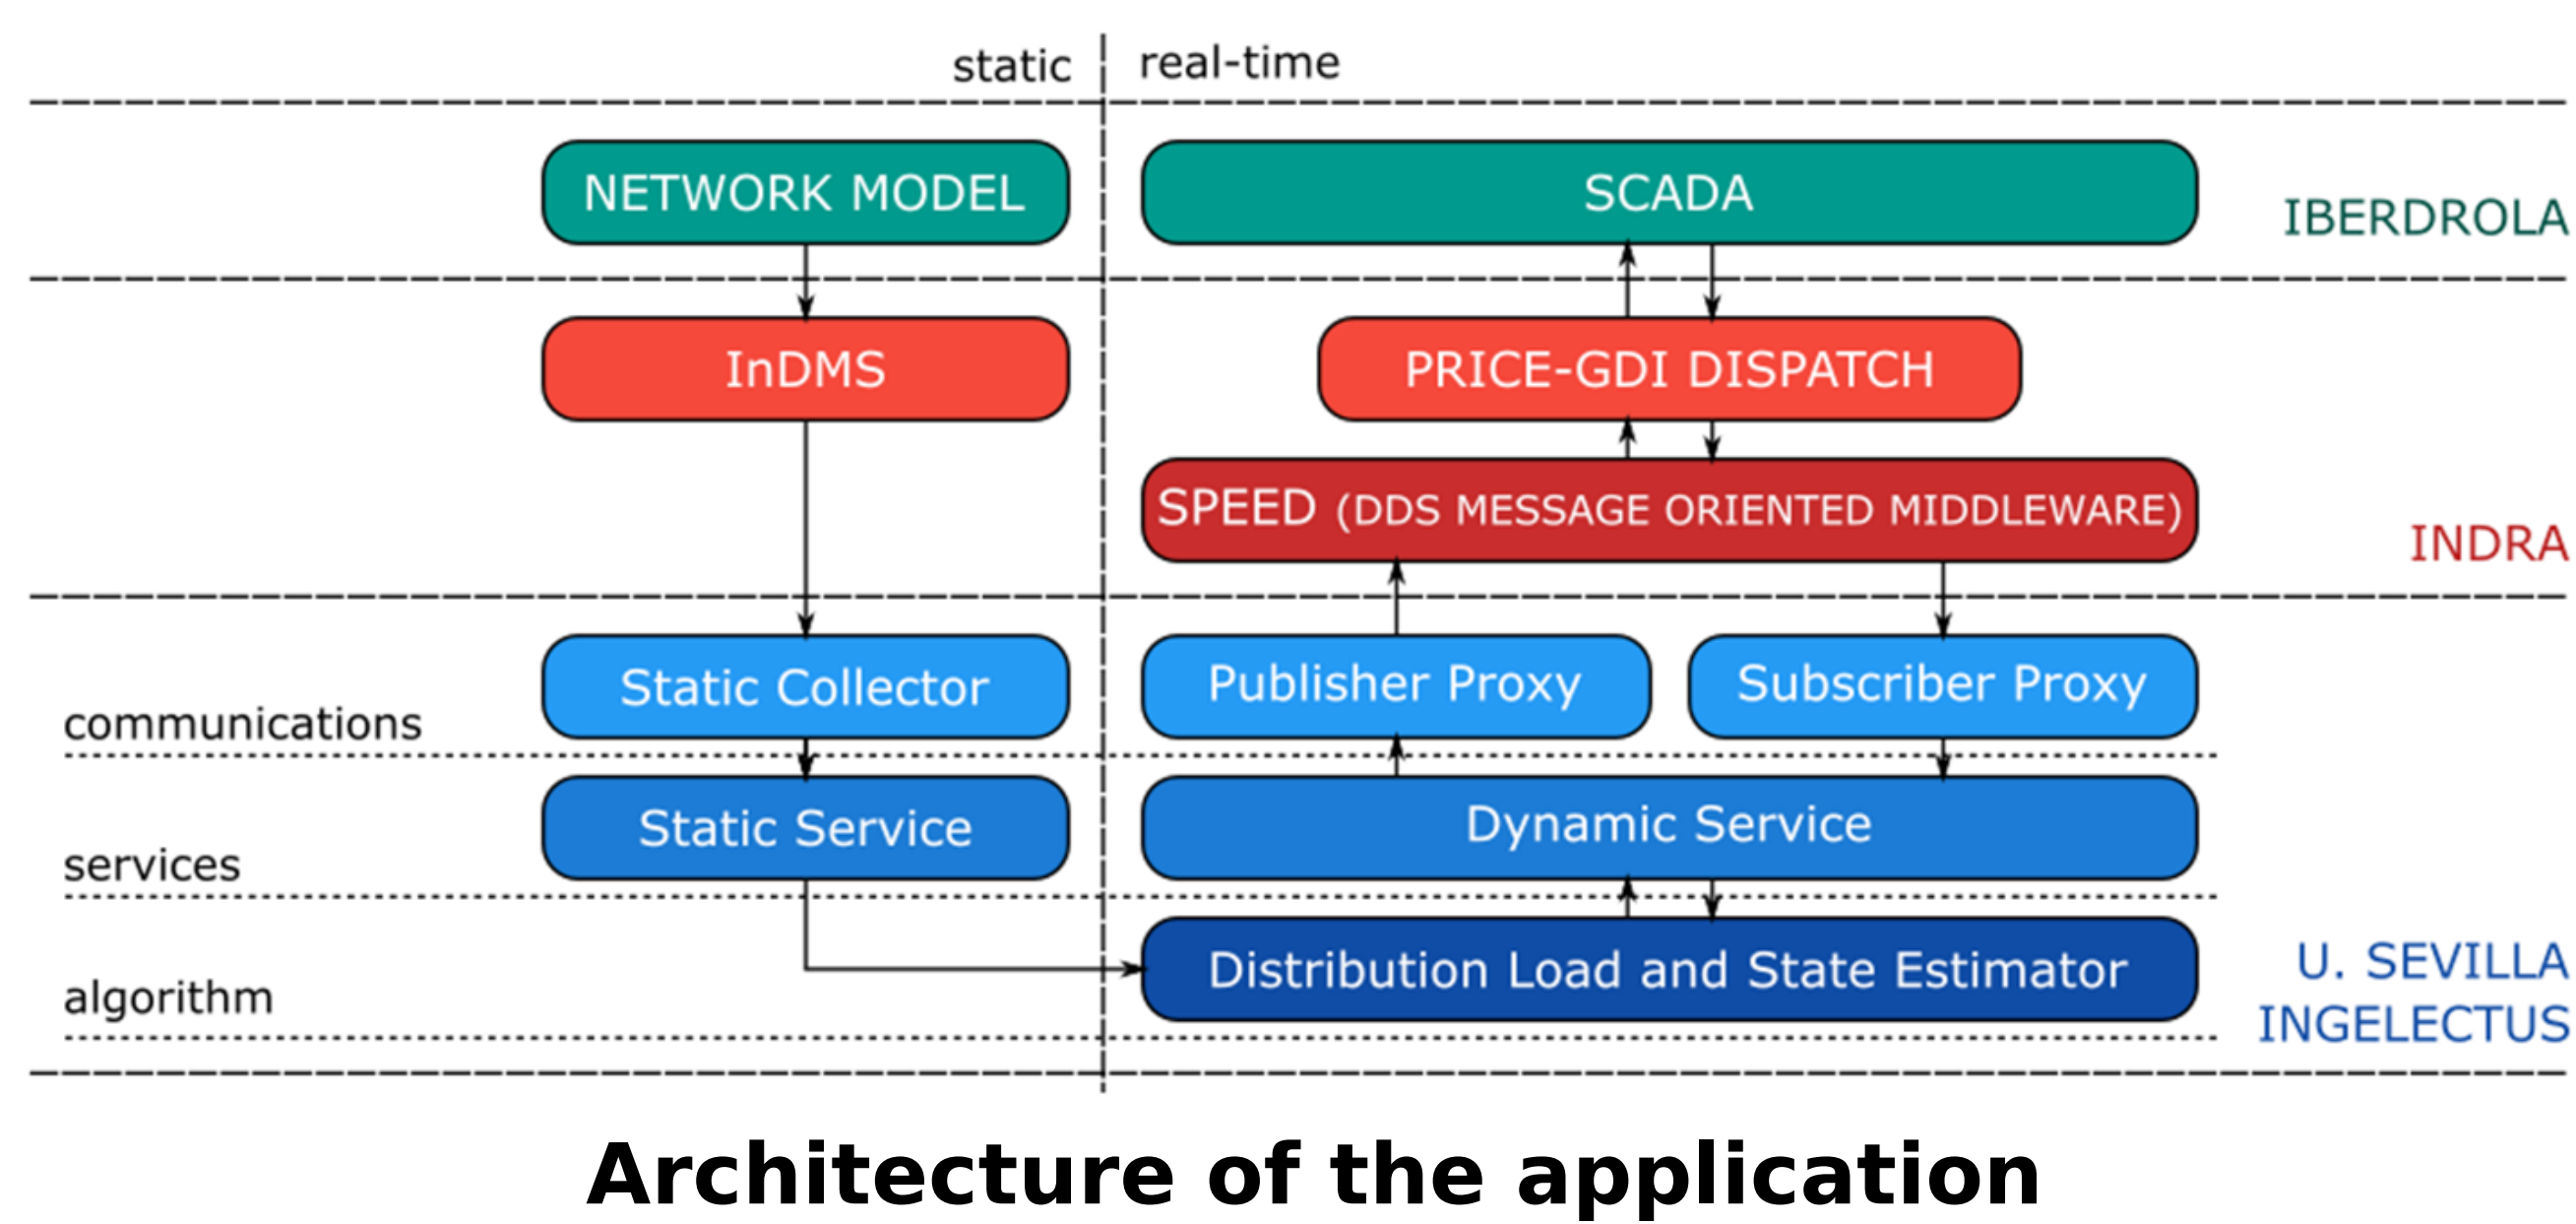 static
real-time
NETWORK MODEL
SCADA
IBERDROLA
InDMS
PRICE-GDI DISPATCH
SPEED (DDS MESSAGE ORIENTED MIDDLEWARE)
INDRA
Static Collector
Publisher Proxy
Subscriber Proxy
communications
Static Service
Dynamic Service
services
Distribution Load and State Estimator
U. SEVILLA
INGELECTUS
algorithm
Architecture of the application